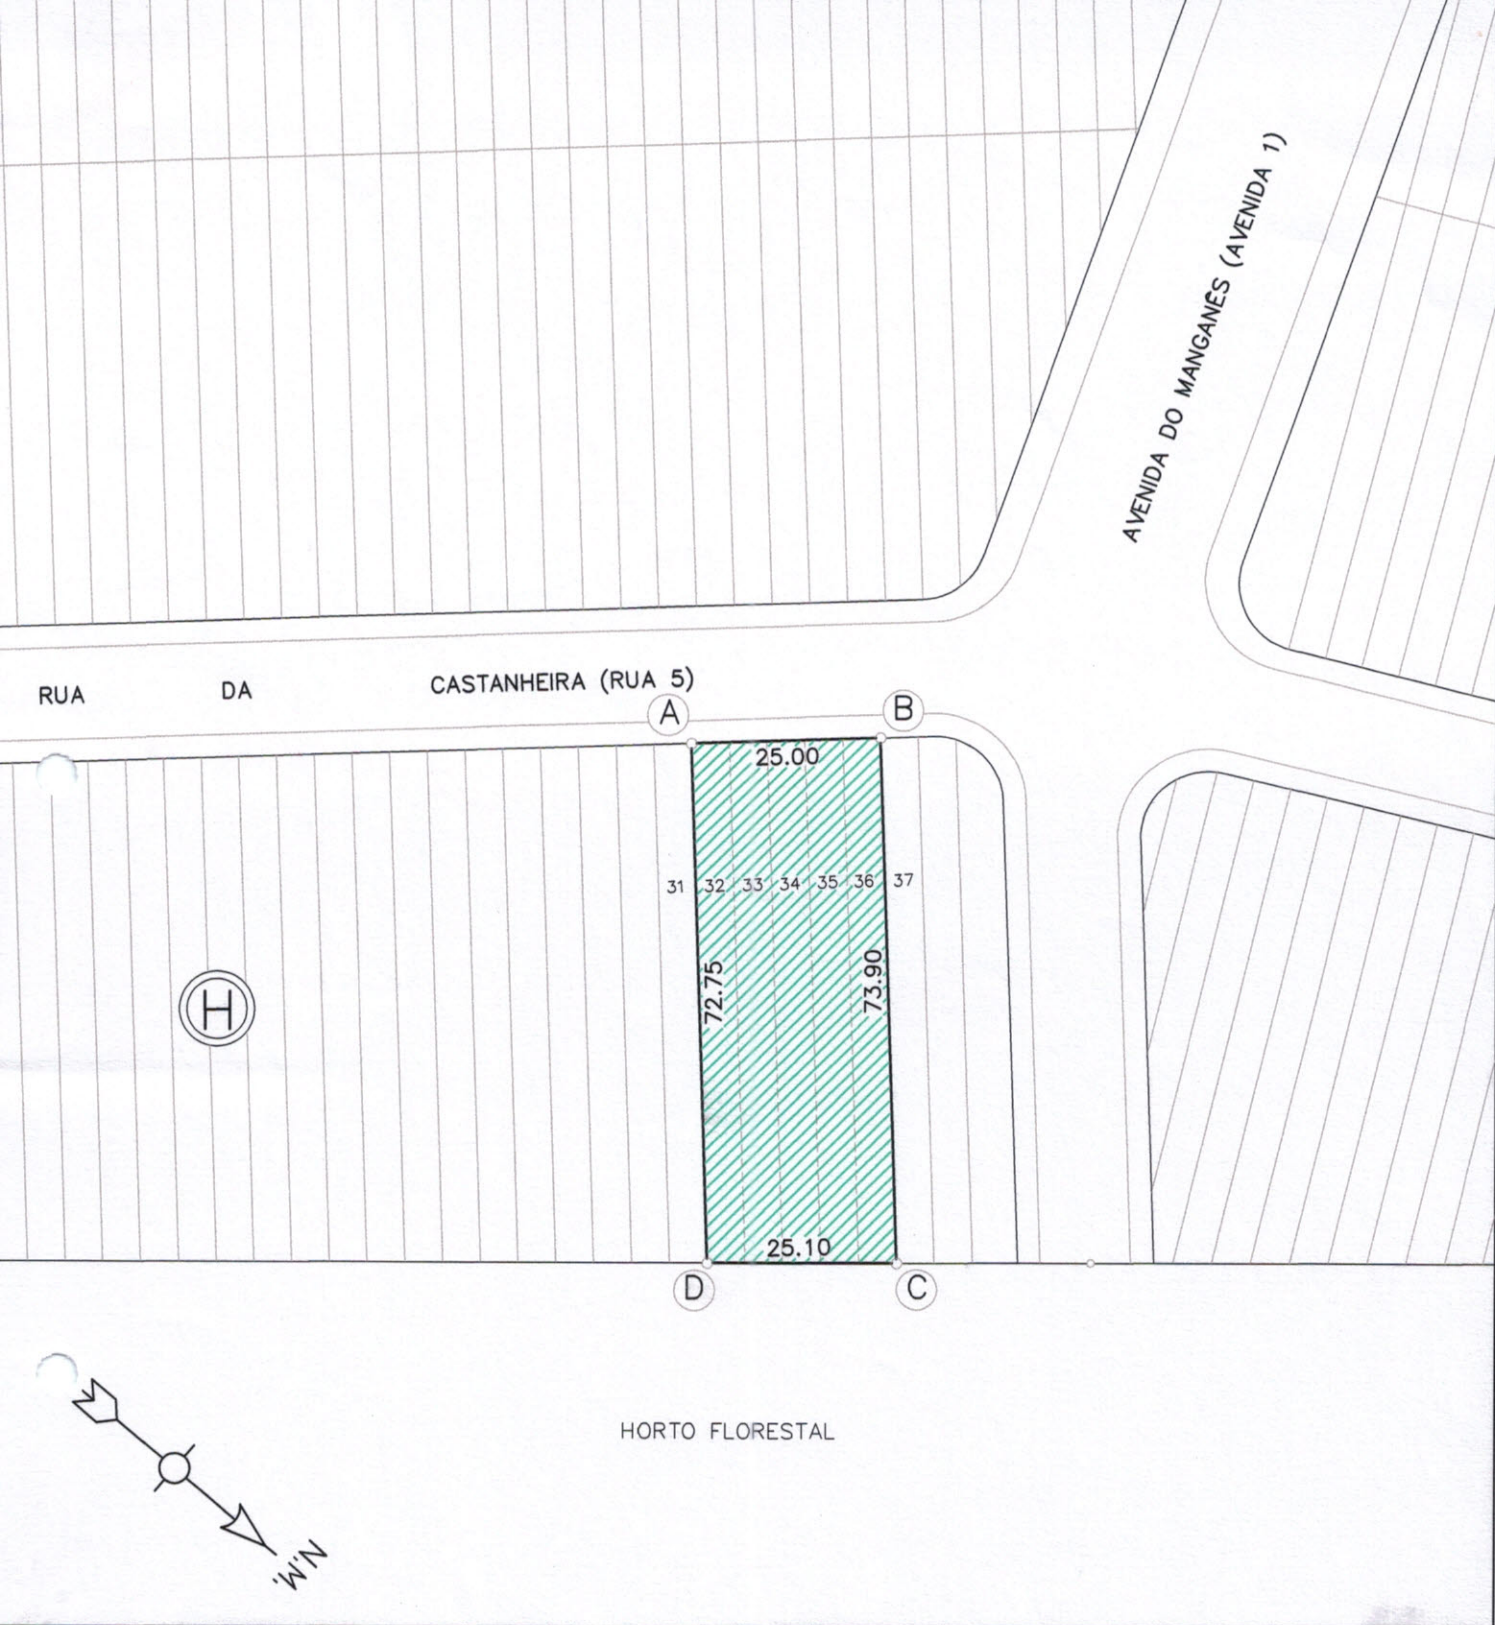 AVENIDA DO MANGANÊS (AVENIDA 1)
RUA DA CASTANHEIRA (RUA 5)
A
B
25.00
31 32 33 34 35 36 37
72.75
73.90
H
25.10
D
C
HORTO FLORESTAL
N.M.